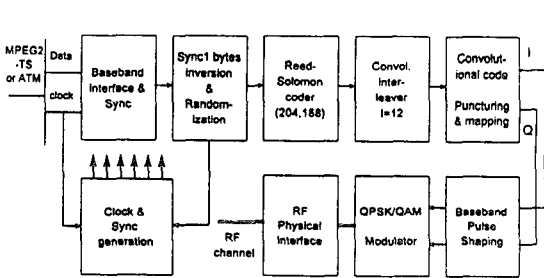 MPEG2
-TS
or ATM
Data
clock
Baseband
Interface &
Sync
Sync1 bytes
inversion
&
Random-
ization
Reed-
Solomon
coder
(204,188)
Convol.
Inter-
leaver
I=12
Convolut-
ional code
Puncturing
& mapping
I
Q
Clock &
Sync
generation
RF
channel
RF
Physical
Interface
QPSK/QAM
Modulator
Baseband
Pulse
Shaping